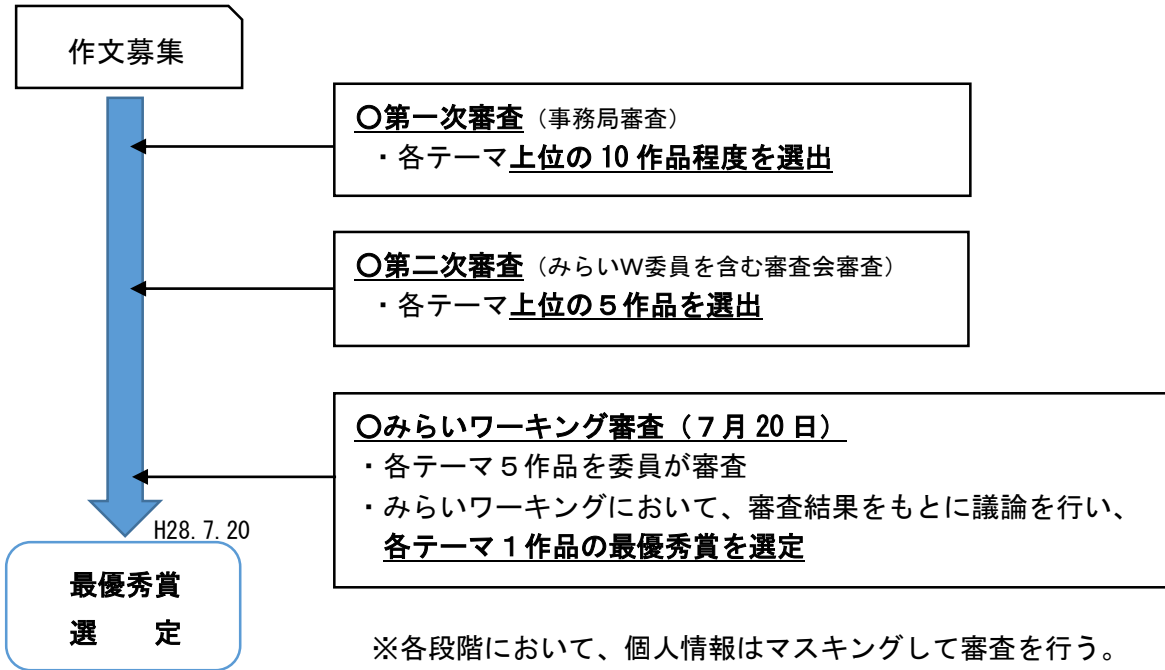 作文募集
〇第一次審査（事務局審査）
・各テーマ上位の 10 作品程度を選出
〇第二次審査（みらいW委員を含む審査会審査）
・各テーマ上位の５作品を選出
〇みらいワーキング審査（７月 20 日）
・各テーマ５作品を委員が審査
・みらいワーキングにおいて、審査結果をもとに議論を行い、
各テーマ１作品の最優秀賞を選定
H28.7.20
最優秀賞
選　　定
※各段階において、個人情報はマスキングして審査を行う。